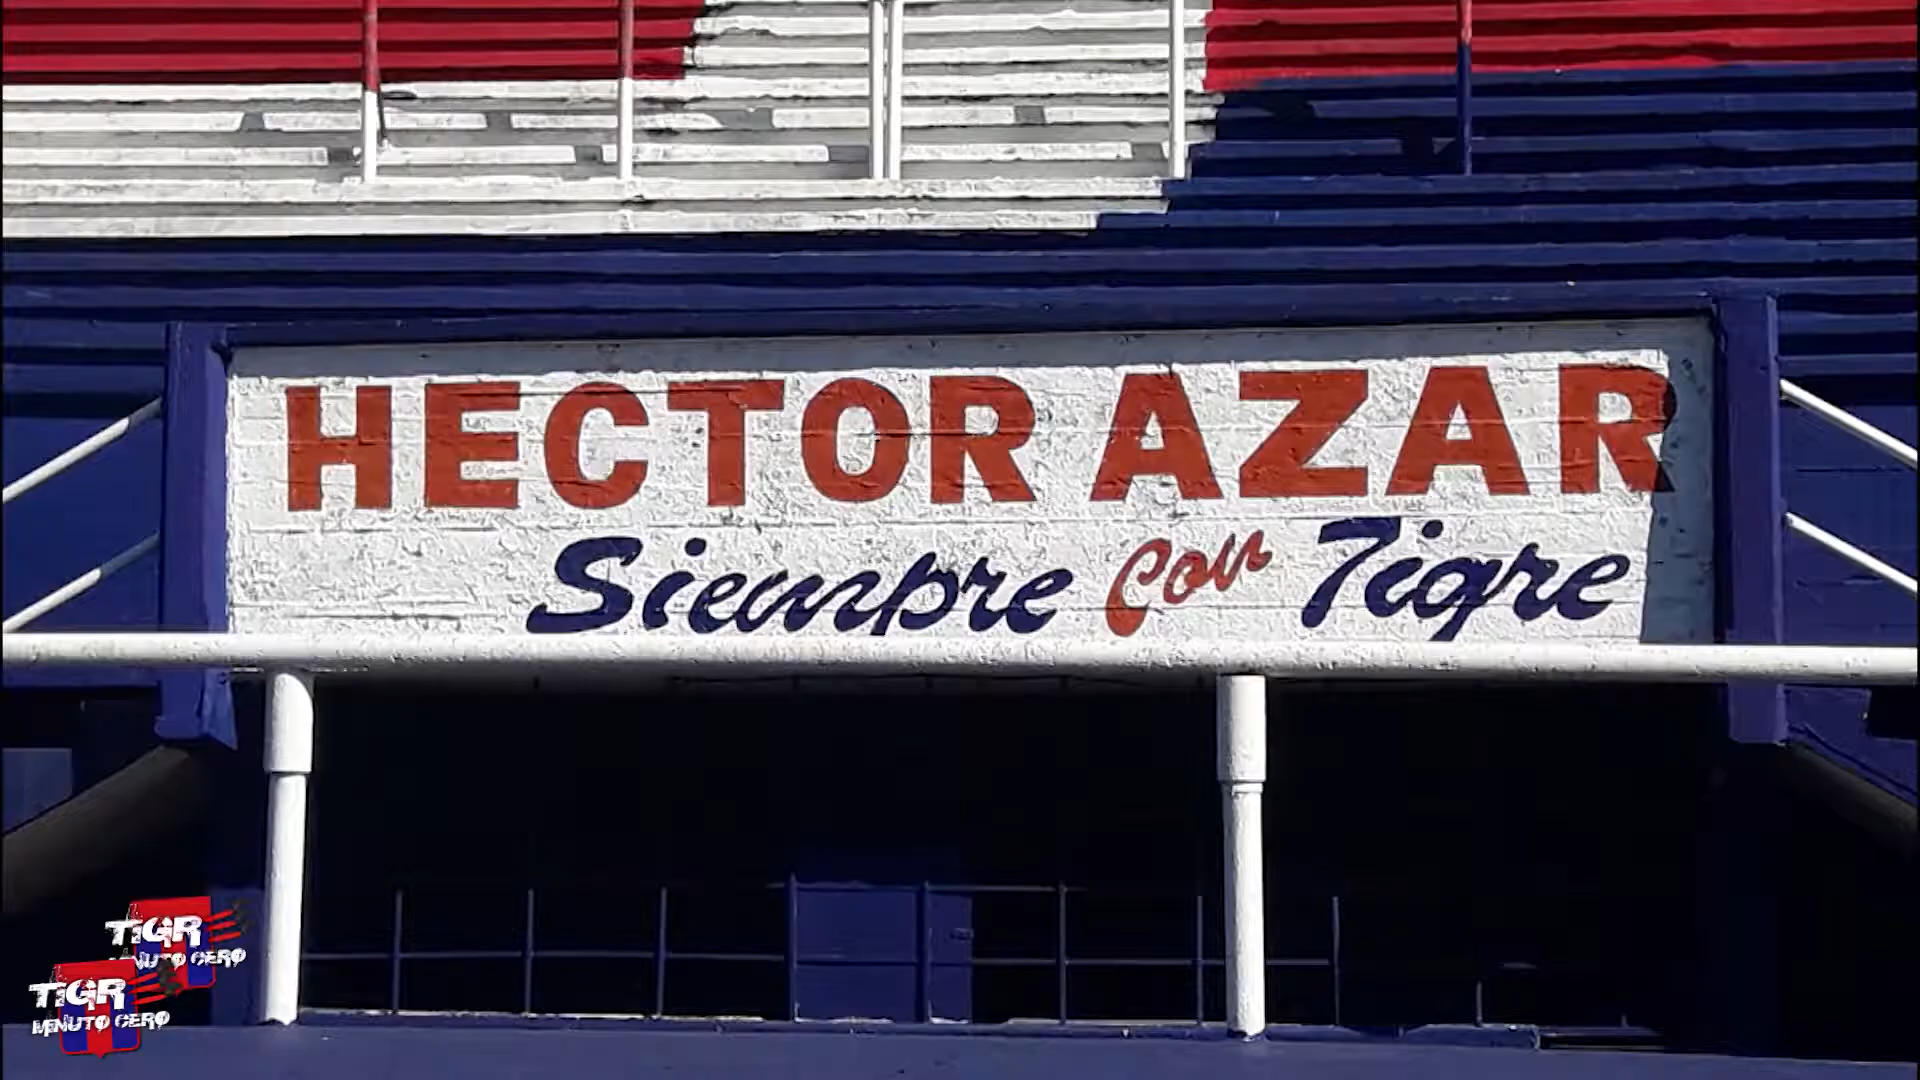 HECTOR AZAR
Siempre Con Tigre
TiGR
MINUTO CERO
TiGR
MINUTO CERO